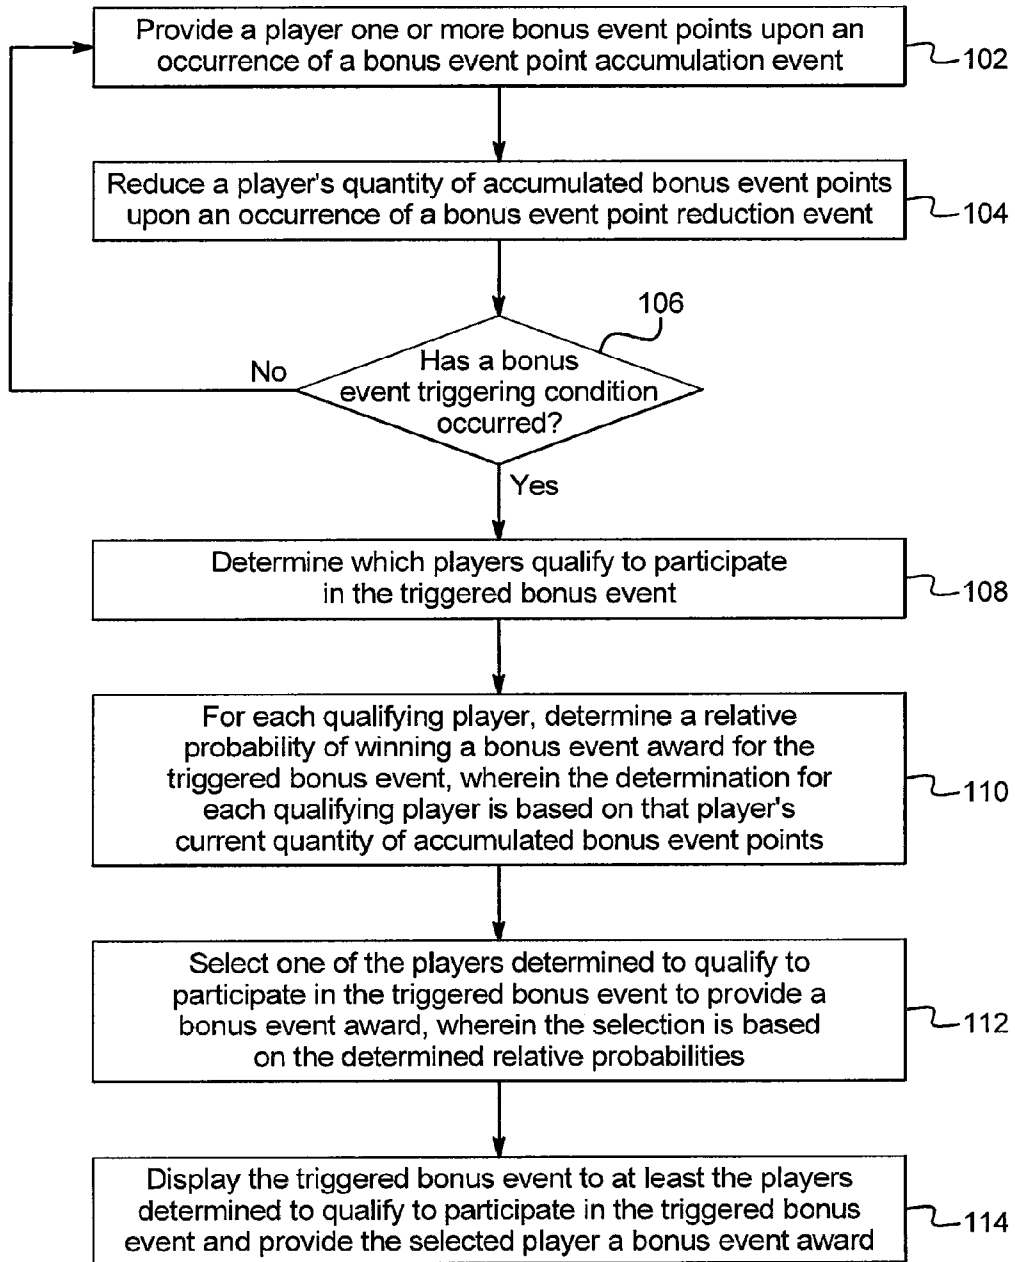 Provide a player one or more bonus event points upon an
occurrence of a bonus event point accumulation event
102
Reduce a player's quantity of accumulated bonus event points
upon an occurrence of a bonus event point reduction event
104
106
Has a bonus
event triggering condition
occurred?
No
Yes
Determine which players qualify to participate
in the triggered bonus event
108
For each qualifying player, determine a relative
probability of winning a bonus event award for the
triggered bonus event, wherein the determination for
each qualifying player is based on that player's
current quantity of accumulated bonus event points
110
Select one of the players determined to qualify to
participate in the triggered bonus event to provide a
bonus event award, wherein the selection is based
on the determined relative probabilities
112
Display the triggered bonus event to at least the players
determined to qualify to participate in the triggered bonus
event and provide the selected player a bonus event award
114